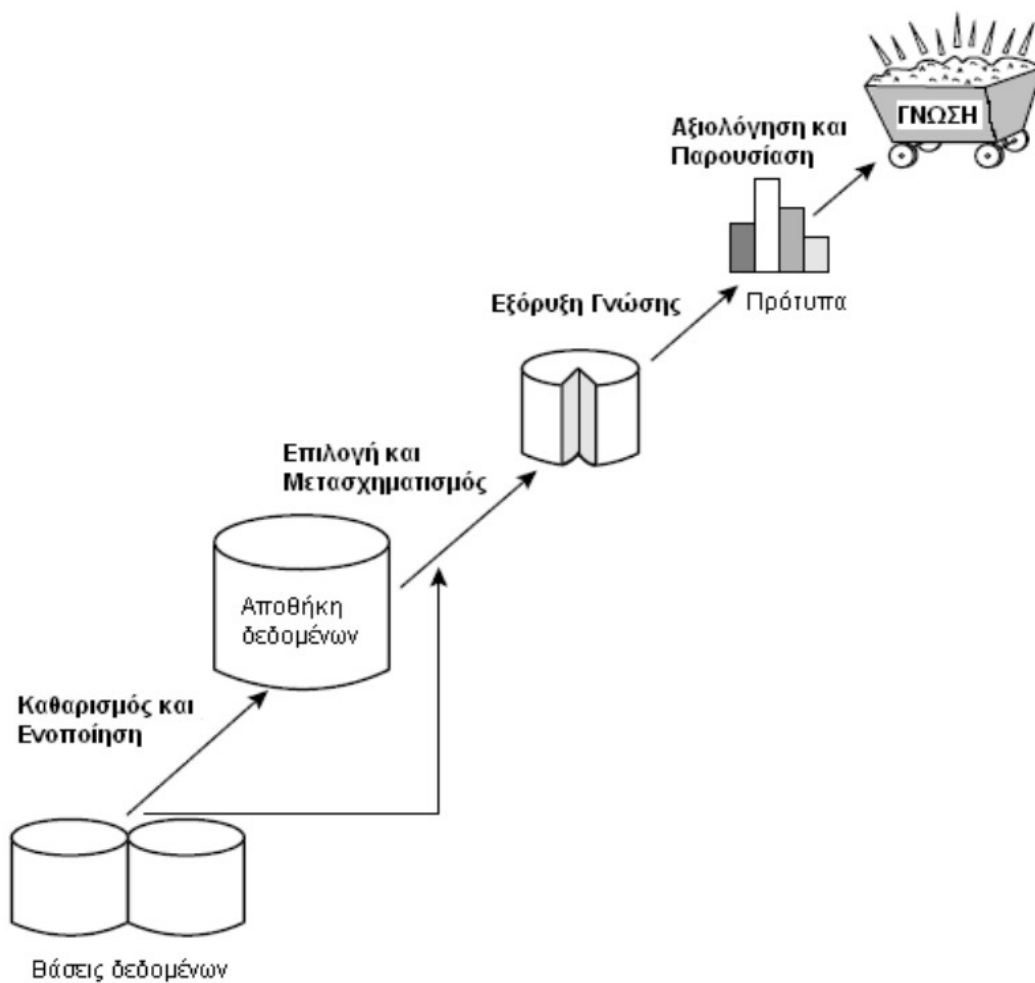 ΓΝΩΣΗ
Αξιολόγηση και
Παρουσίαση
Πρότυπα
Εξόρυξη Γνώσης
Επιλογή και
Μετασχηματισμός
Αποθήκη
δεδομένων
Καθαρισμός και
Ενοποίηση
Βάσεις δεδομένων